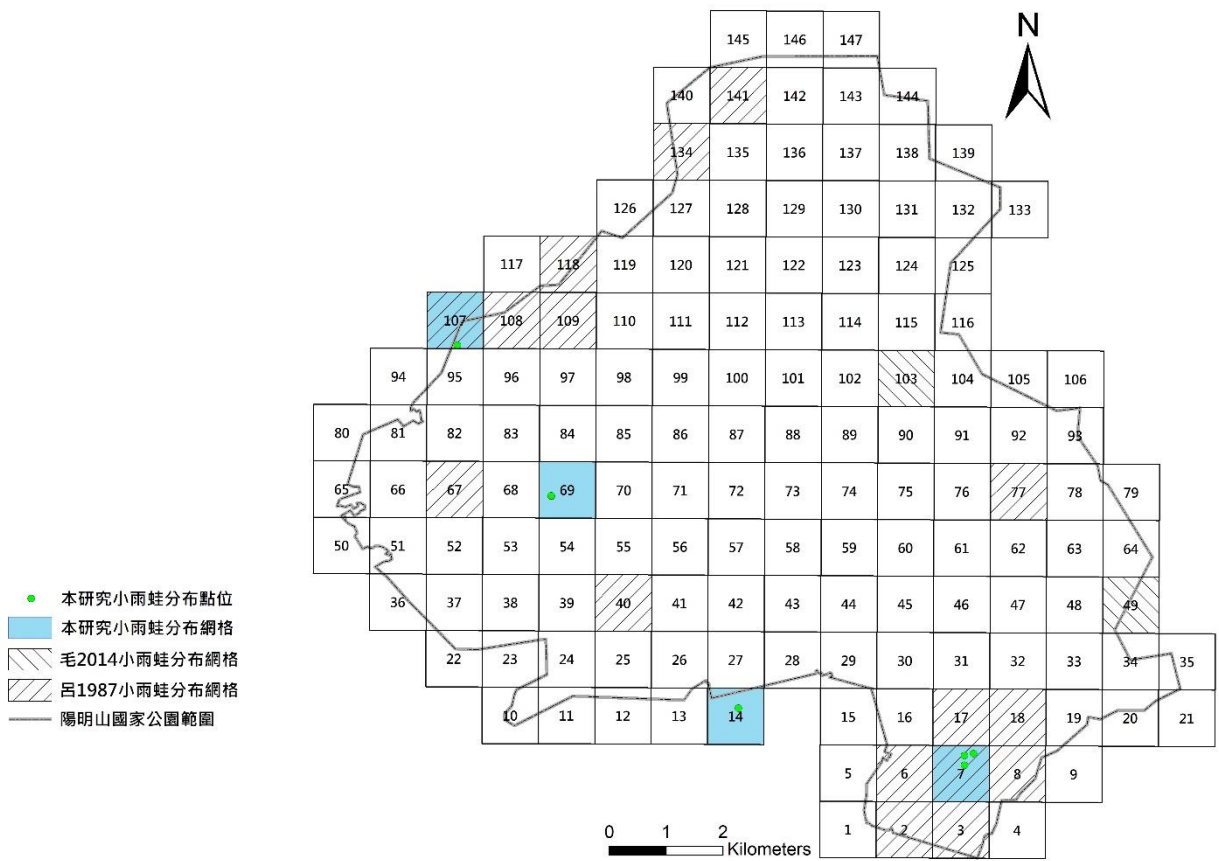 145 146 147
N
140 141 142 143 144
134 135 136 137 138 139
126 127 128 129 130 131 132 133
117 118 119 120 121 122 123 124 125
107 108 109 110 111 112 113 114 115 116
94 95 96 97 98 99 100 101 102 103 104 105 106
80 81 82 83 84 85 86 87 88 89 90 91 92 93
65 66 67 68 69 70 71 72 73 74 75 76 77 78 79
50 51 52 53 54 55 56 57 58 59 60 61 62 63 64
36 37 38 39 40 41 42 43 44 45 46 47 48 49
22 23 24 25 26 27 28 29 30 31 32 33 34 35
10 11 12 13 14 15 16 17 18 19 20 21
5 6 7 8 9
1 2 3 4
本研究小雨蛙分布點位
本研究小雨蛙分布網格
毛2014小雨蛙分布網格
呂1987小雨蛙分布網格
陽明山國家公園範圍
0 1 2
Kilometers